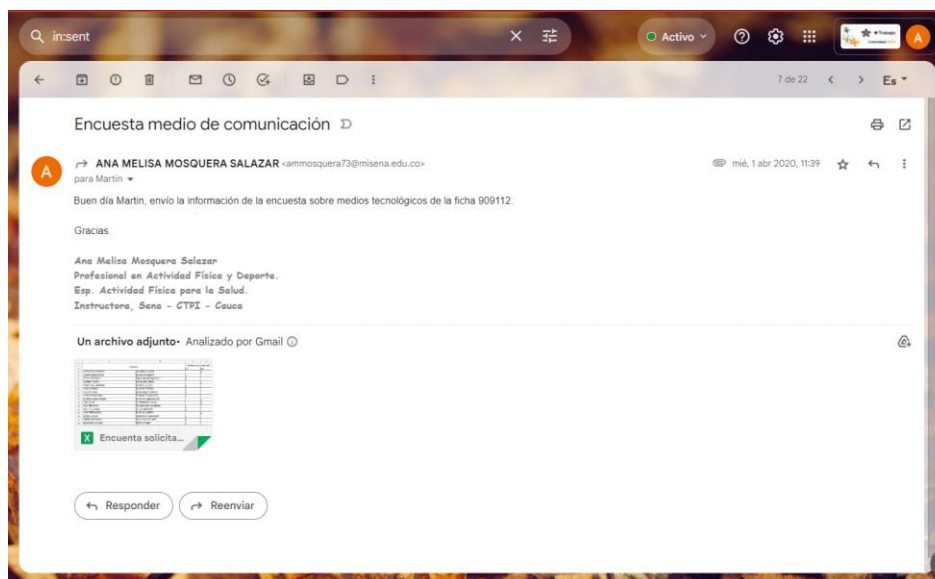 in:sent
Activo
A
7 de 22
Es
Encuesta medio de comunicación
A
ANA MELISA MOSQUERA SALAZAR <ammosquera73@misena.edu.co>
mié, 1 abr 2020, 11:39
para Martin
Buen día Martin, envío la información de la encuesta sobre medios tecnológicos de la ficha 909112.
Gracias.
Ana Melisa Mosquera Salazar
Profesional en Actividad Física y Deporte.
Esp. Actividad Física para la Salud.
Instructora, Sena - CTPI - Cauca
Un archivo adjunto • Analizado por Gmail
X Encuenta solicita...
Responder
Reenviar